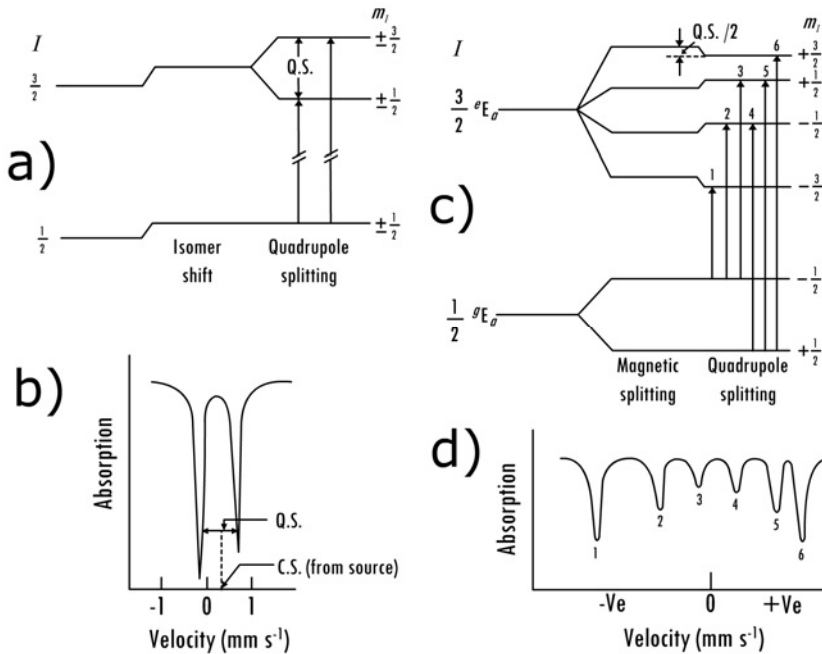 a)
I
m_I
3/2
± 3/2
Q.S.
± 1/2
1/2
± 1/2
Isomer shift
Quadrupole splitting
b)
Absorption
Q.S.
C.S. (from source)
-1 0 1
Velocity (mm s⁻¹)
c)
I
Q.S. /2
m_I
6
+ 3/2
3 5
+ 1/2
3/2 ᵉE_a
2 4
− 1/2
1
− 3/2
− 1/2
1/2 ᵍE_a
+ 1/2
Magnetic splitting
Quadrupole splitting
d)
Absorption
1 2 3 4 5 6
-Ve 0 +Ve
Velocity (mm s⁻¹)